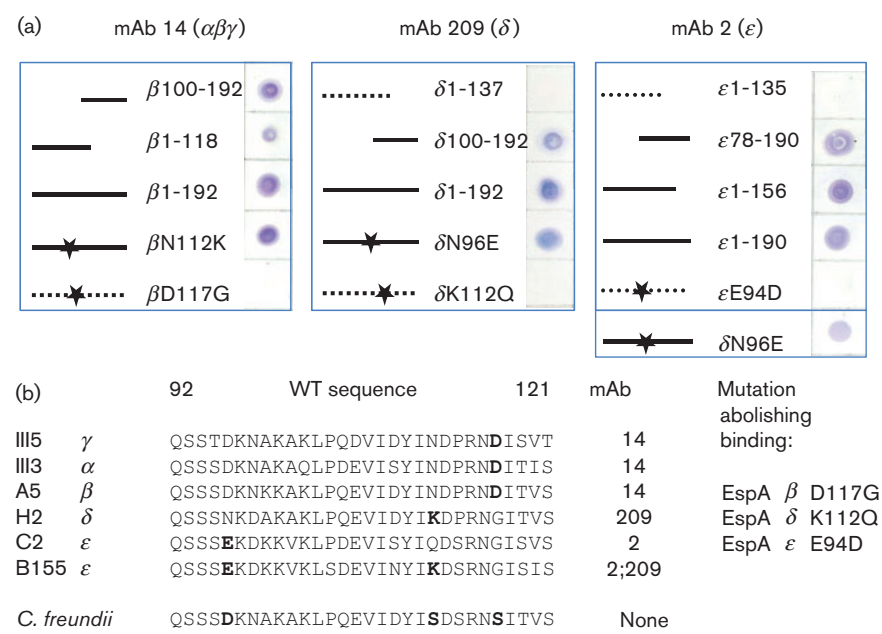 (a) mAb 14 (αβγ) mAb 209 (δ) mAb 2 (ε)
β100-192 δ1-137 ε1-135
β1-118 δ100-192 ε78-190
β1-192 δ1-192 ε1-156
βN112K δN96E ε1-190
βD117G δK112Q εE94D
δN96E
(b) 92 WT sequence 121 mAb Mutation
abolishing
binding:
III5 γ QSSTDKNAKAKLPQDVIDYINDPRNDISVT 14
III3 α QSSSDKNAKAQLPDEVISYINDPRNDITIS 14
A5 β QSSSDKNAKAKLPQEVIDYINDPRNDITVS 14 EspA β D117G
H2 δ QSSSNKDAKAKLPQEVIDYIKDPRNGITVS 209 EspA δ K112Q
C2 ε QSSSEKDKKVKLPDEVISYIQDSRNGISVS 2 EspA ε E94D
B155 ε QSSSEKDKKVKLSDEVINYIKDSRNGISIS 2;209
C. freundii QSSSDKNAKAKLPQEVIDYISDSRNSITVS None